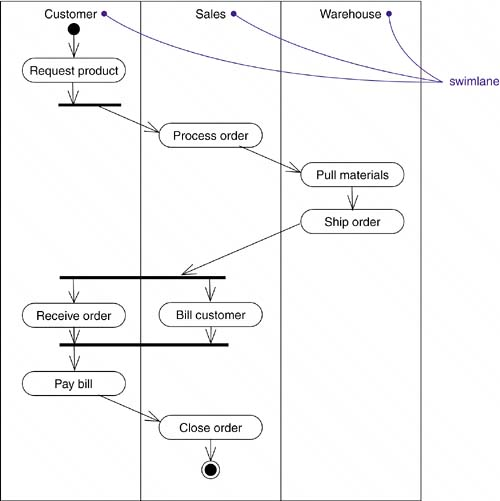 Customer
Sales
Warehouse
swimlane
Request product
Process order
Pull materials
Ship order
Receive order
Bill customer
Pay bill
Close order